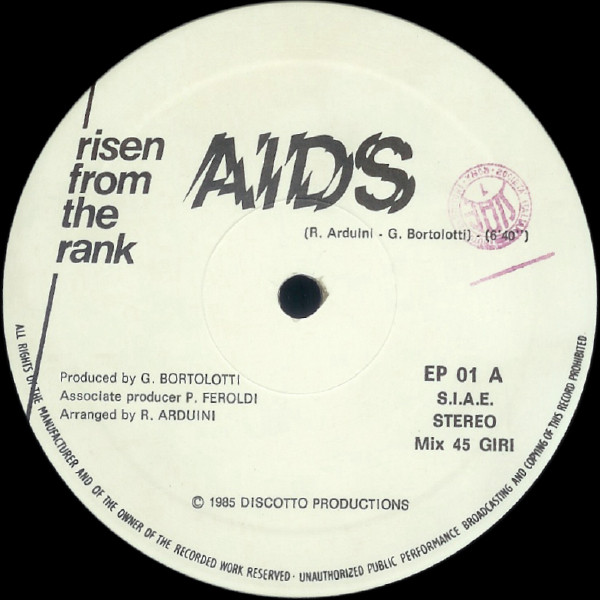 risen
from
the
rank
AIDS
(R. Arduini - G. Bortolotti) - (6'40")
Produced by G. BORTOLOTTI
Associate producer P. FEROLDI
Arranged by R. ARDUINI
EP 01 A
S.I.A.E.
STEREO
Mix 45 GIRI
© 1985 DISCOTTO PRODUCTIONS
ALL RIGHTS OF THE MANUFACTURER AND OF THE OWNER OF THE RECORDED WORK RESERVED · UNAUTHORIZED PUBLIC PERFORMANCE BROADCASTING AND COPYING OF THIS RECORD PROHIBITED